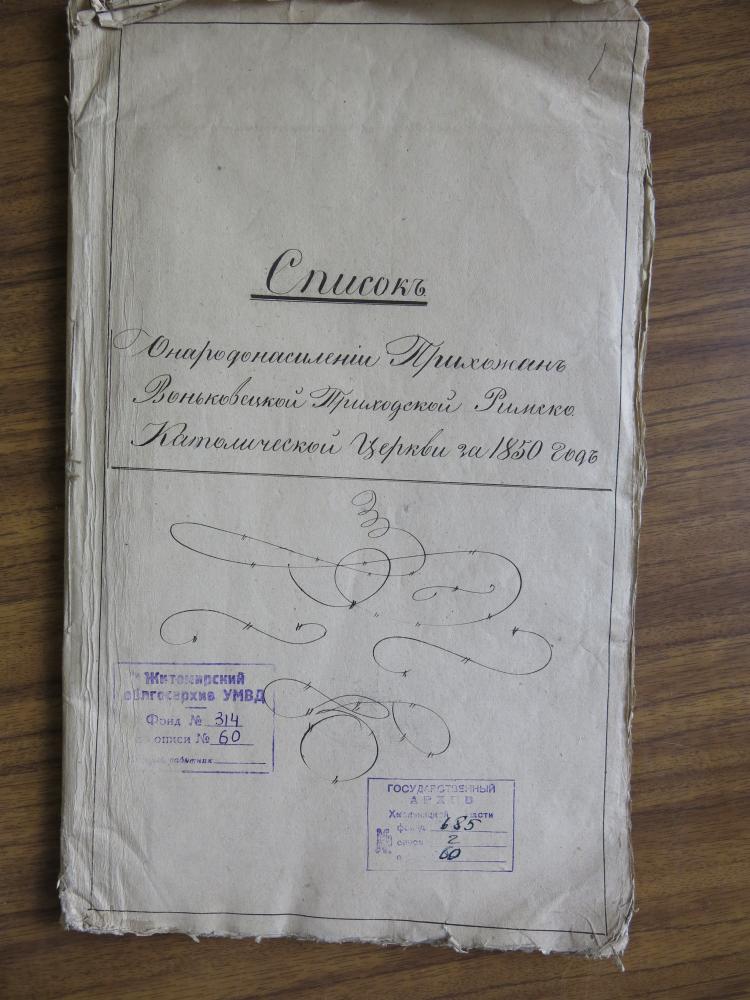 Списокъ
Онародонасиленіи Прихожанъ
Воньковецкой Приходской Римско
Католической Церкви за 1850 годъ
Житомирский
облгосархив УМВД
Фонд № 314
описи № 60
ГОСУДАРСТВЕННЫЙ
АРХИВ
фонд 685
опись 2
60